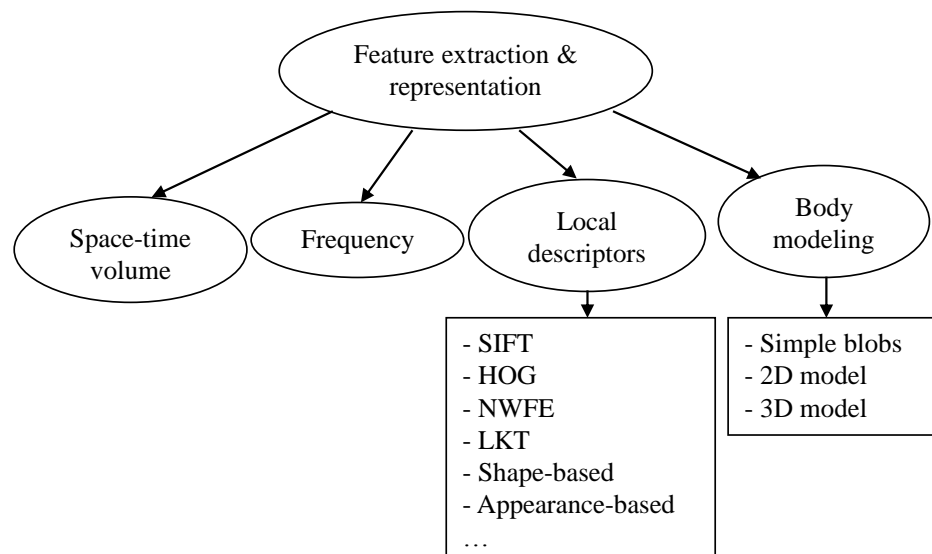 Feature extraction &
representation
Space-time
volume
Frequency
Local
descriptors
Body
modeling
- SIFT
- HOG
- NWFE
- LKT
- Shape-based
- Appearance-based
…
- Simple blobs
- 2D model
- 3D model